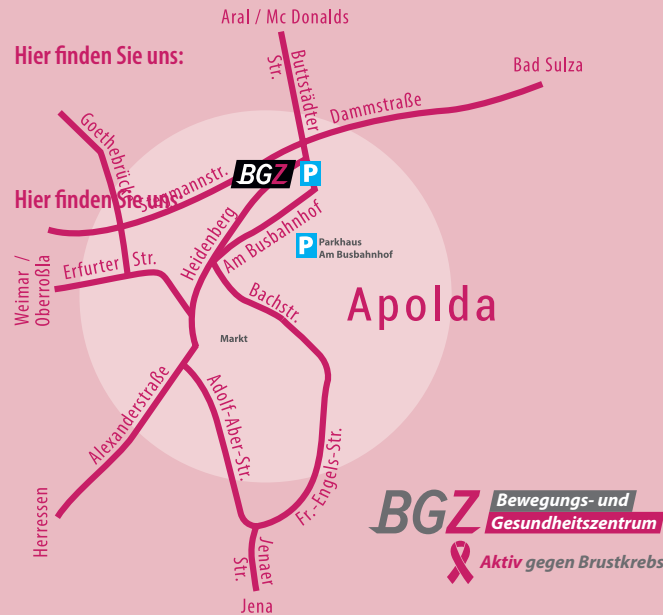 Aral / Mc Donalds
Hier finden Sie uns:
Buttstädter
Str.
Bad Sulza
Dammstraße
Goethebrück
BGZ
P
Stegmannstr.
Hier finden Sie uns:
Heidenberg
Am Busbahnhof
P Parkhaus
Am Busbahnhof
Erfurter Str.
Weimar /
Oberroßla
Bachstr.
Apolda
Markt
Alexanderstraße
Adolf-Aber-Str.
Fr.-Engels-Str.
Herressen
BGZ Bewegungs- und
Gesundheitszentrum
Aktiv gegen Brustkrebs
Jenaer
Str.
Jena